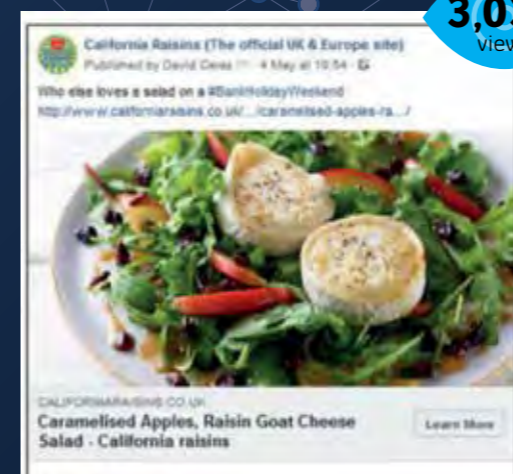 3,0
view
California Raisins (The official UK & Europe site)
Published by David 4 May at 10:54
Who else loves a salad on a #BankHolidayWeekend
http://www.californiaraisins.co.uk/.../caramelised-apples-ra.../
CALIFORNIARAISINS.CO.UK
Caramelised Apples, Raisin Goat Cheese
Salad - California raisins
Learn More